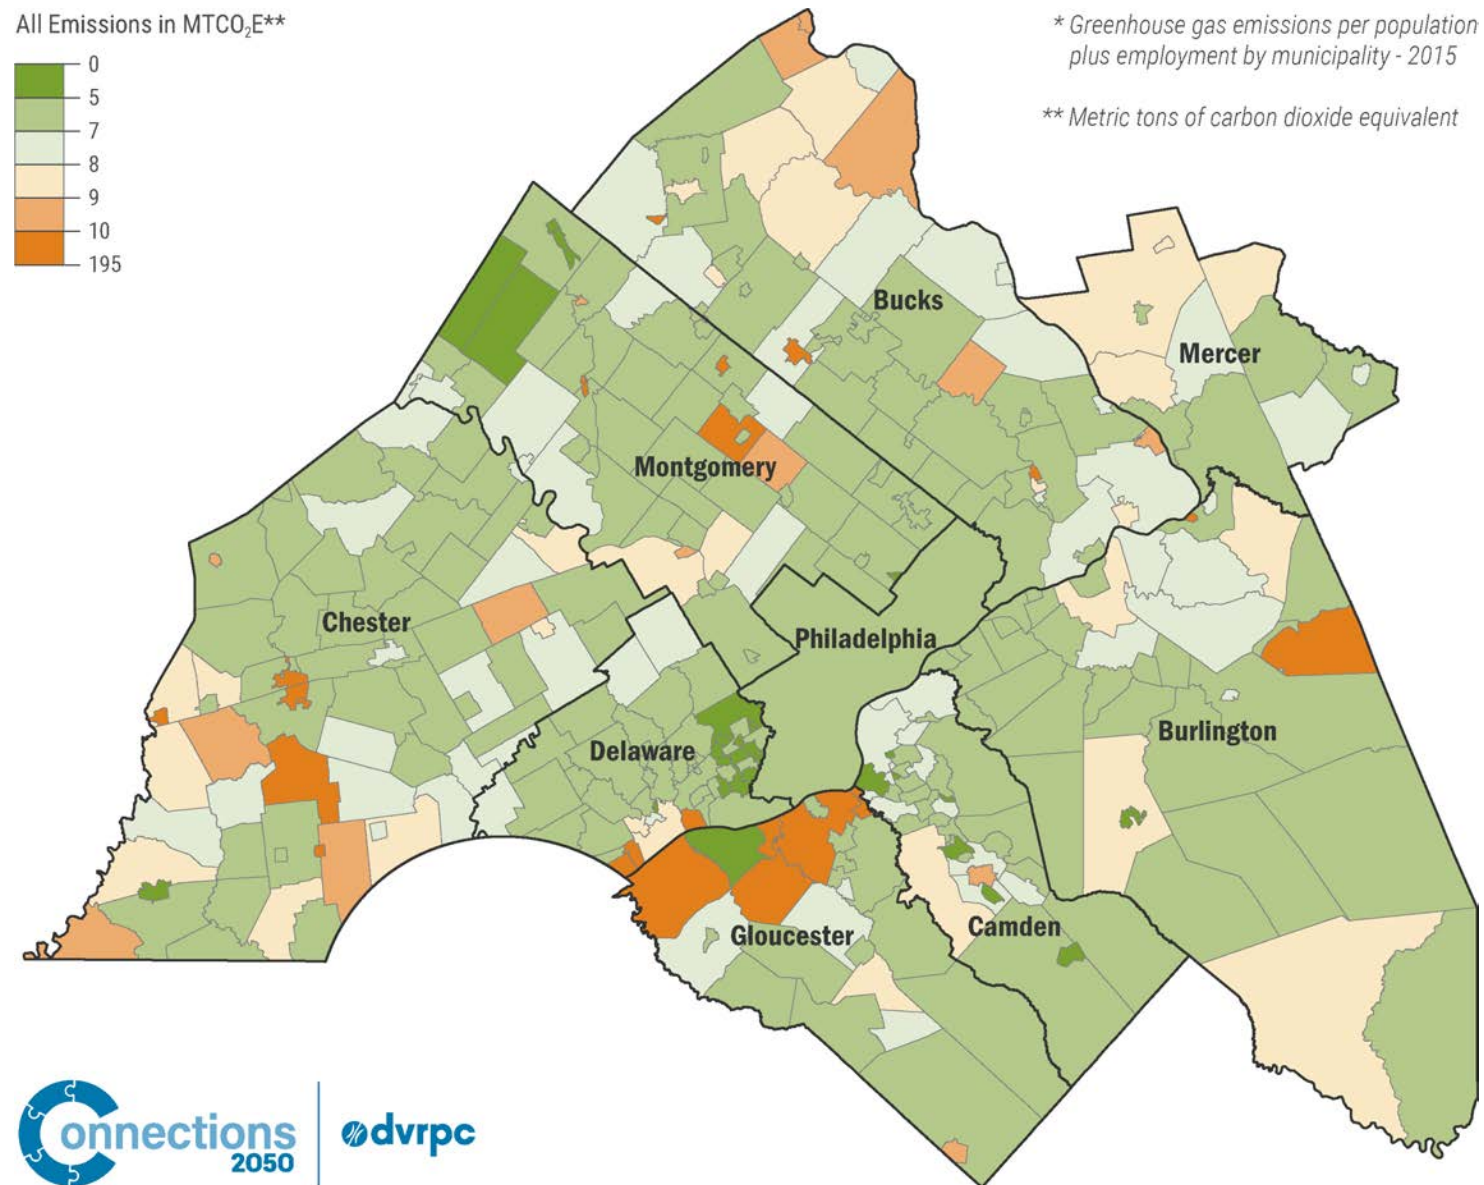 All Emissions in MTCO₂E**
0
5
7
8
9
10
195
* Greenhouse gas emissions per population
plus employment by municipality - 2015
** Metric tons of carbon dioxide equivalent
Bucks
Mercer
Montgomery
Chester
Philadelphia
Delaware
Burlington
Gloucester
Camden
Connections
2050
dvrpc